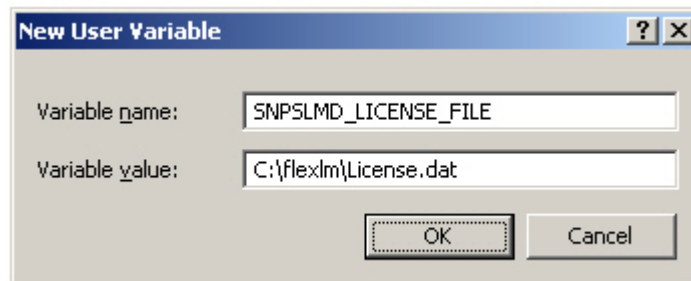 New User Variable
Variable name: SNPSLMD_LICENSE_FILE
Variable value: C:\flexlm\License.dat
OK Cancel